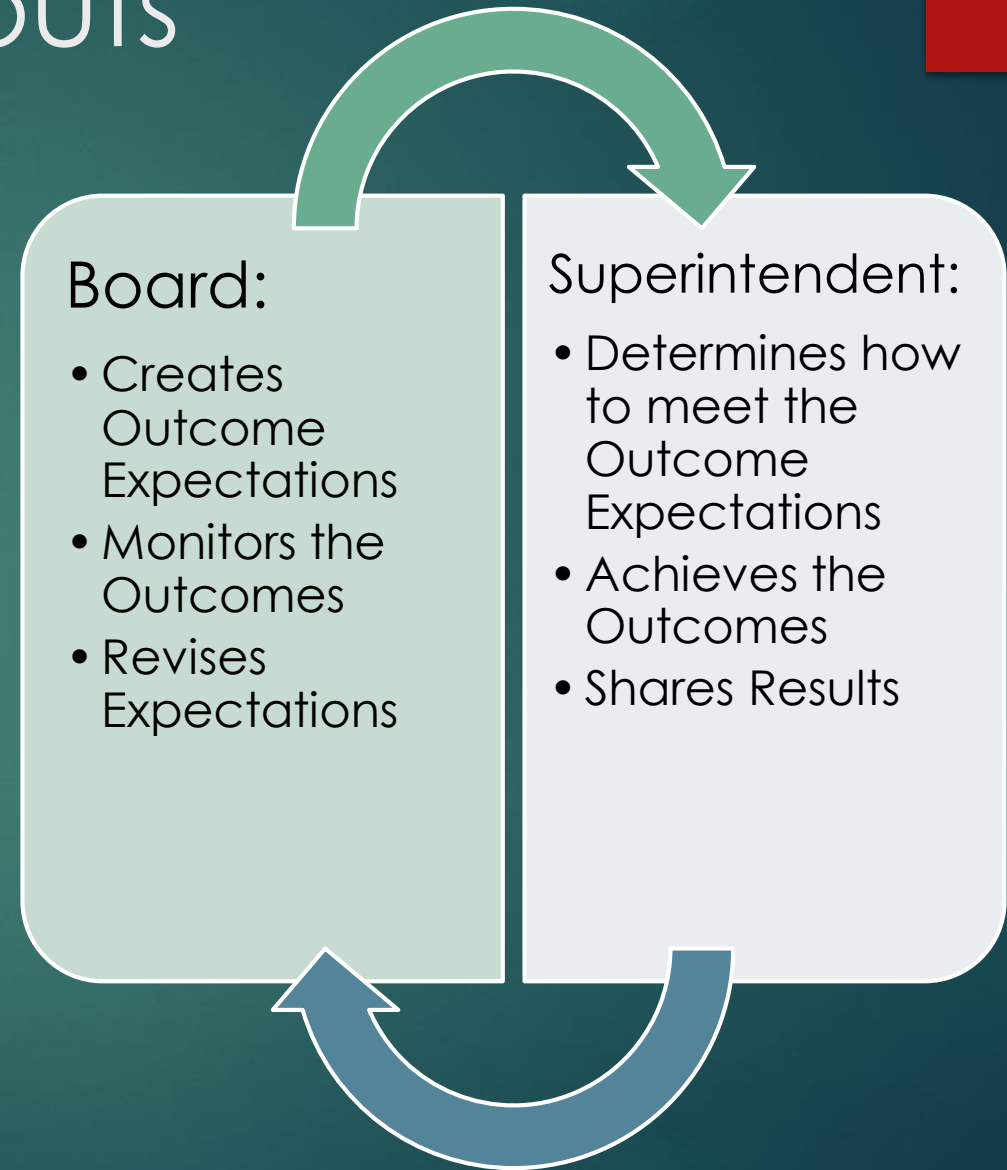 Board:
• Creates
Outcome
Expectations
• Monitors the
Outcomes
• Revises
Expectations
Superintendent:
• Determines how
to meet the
Outcome
Expectations
• Achieves the
Outcomes
• Shares Results